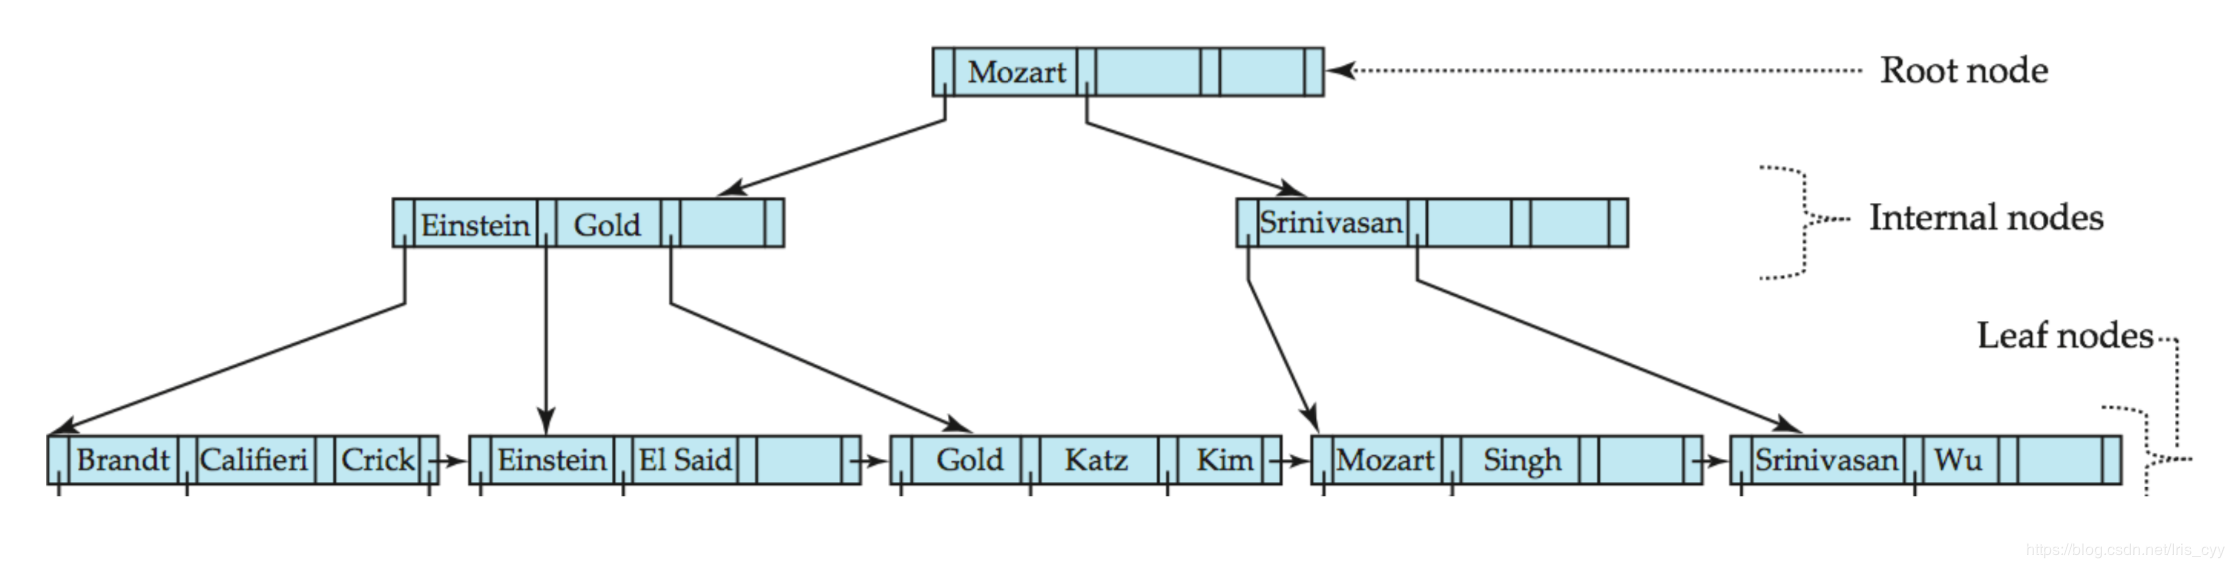 Mozart
Root node
Einstein Gold
Srinivasan
Internal nodes
Leaf nodes
Brandt Califieri Crick Einstein El Said Gold Katz Kim Mozart Singh Srinivasan Wu
https://blog.csdn.net/Iris_cyy